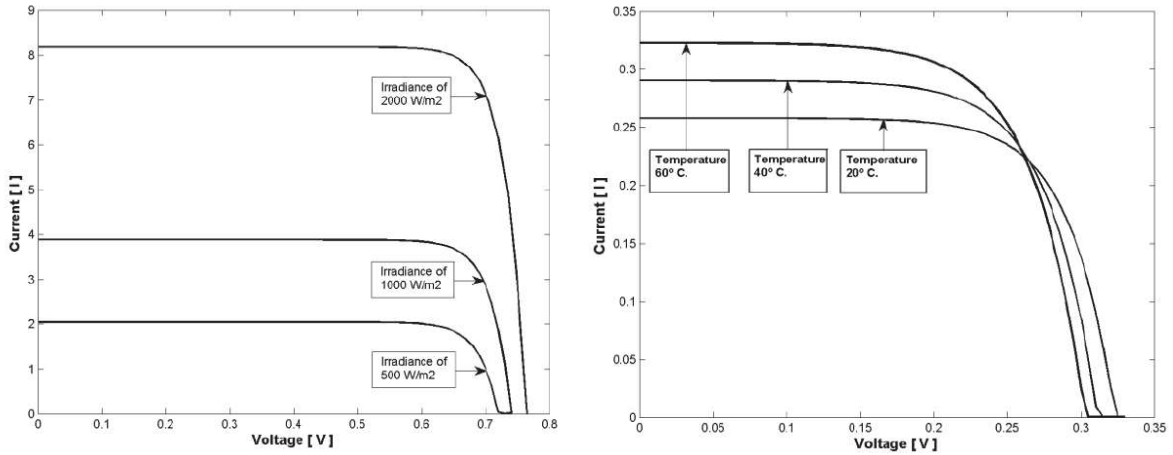 9
8
7
6
5
4
3
2
1
0
Current [ I ]
Irradiance of
2000 W/m2
Irradiance of
1000 W/m2
Irradiance of
500 W/m2
0
0.1
0.2
0.3
0.4
0.5
0.6
0.7
0.8
Voltage [ V ]
0.35
0.3
0.25
0.2
0.15
0.1
0.05
0
Current [ I ]
Temperature
60º C.
Temperature
40º C.
Temperature
20º C.
0
0.05
0.1
0.15
0.2
0.25
0.3
0.35
Voltage [ V ]